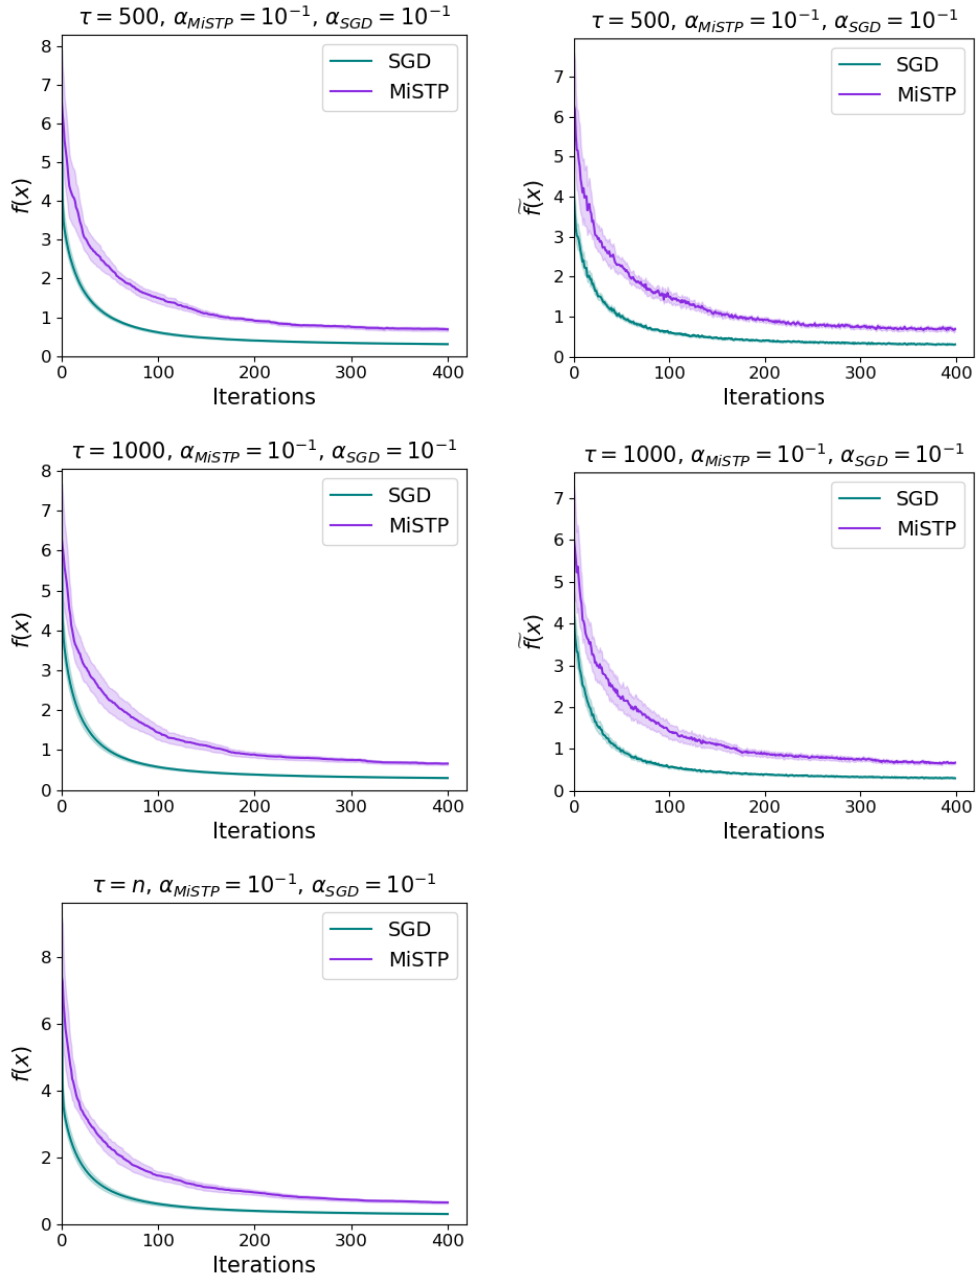 τ = 500, α_MiSTP = 10⁻¹, α_SGD = 10⁻¹
8
7
6
5
4
3
2
1
0
f(x)
SGD
MiSTP
0 100 200 300 400
Iterations
τ = 500, α_MiSTP = 10⁻¹, α_SGD = 10⁻¹
7
6
5
4
3
2
1
0
f̃(x)
SGD
MiSTP
0 100 200 300 400
Iterations
τ = 1000, α_MiSTP = 10⁻¹, α_SGD = 10⁻¹
8
7
6
5
4
3
2
1
0
f(x)
SGD
MiSTP
0 100 200 300 400
Iterations
τ = 1000, α_MiSTP = 10⁻¹, α_SGD = 10⁻¹
7
6
5
4
3
2
1
0
f̃(x)
SGD
MiSTP
0 100 200 300 400
Iterations
τ = n, α_MiSTP = 10⁻¹, α_SGD = 10⁻¹
8
6
4
2
0
f(x)
SGD
MiSTP
0 100 200 300 400
Iterations